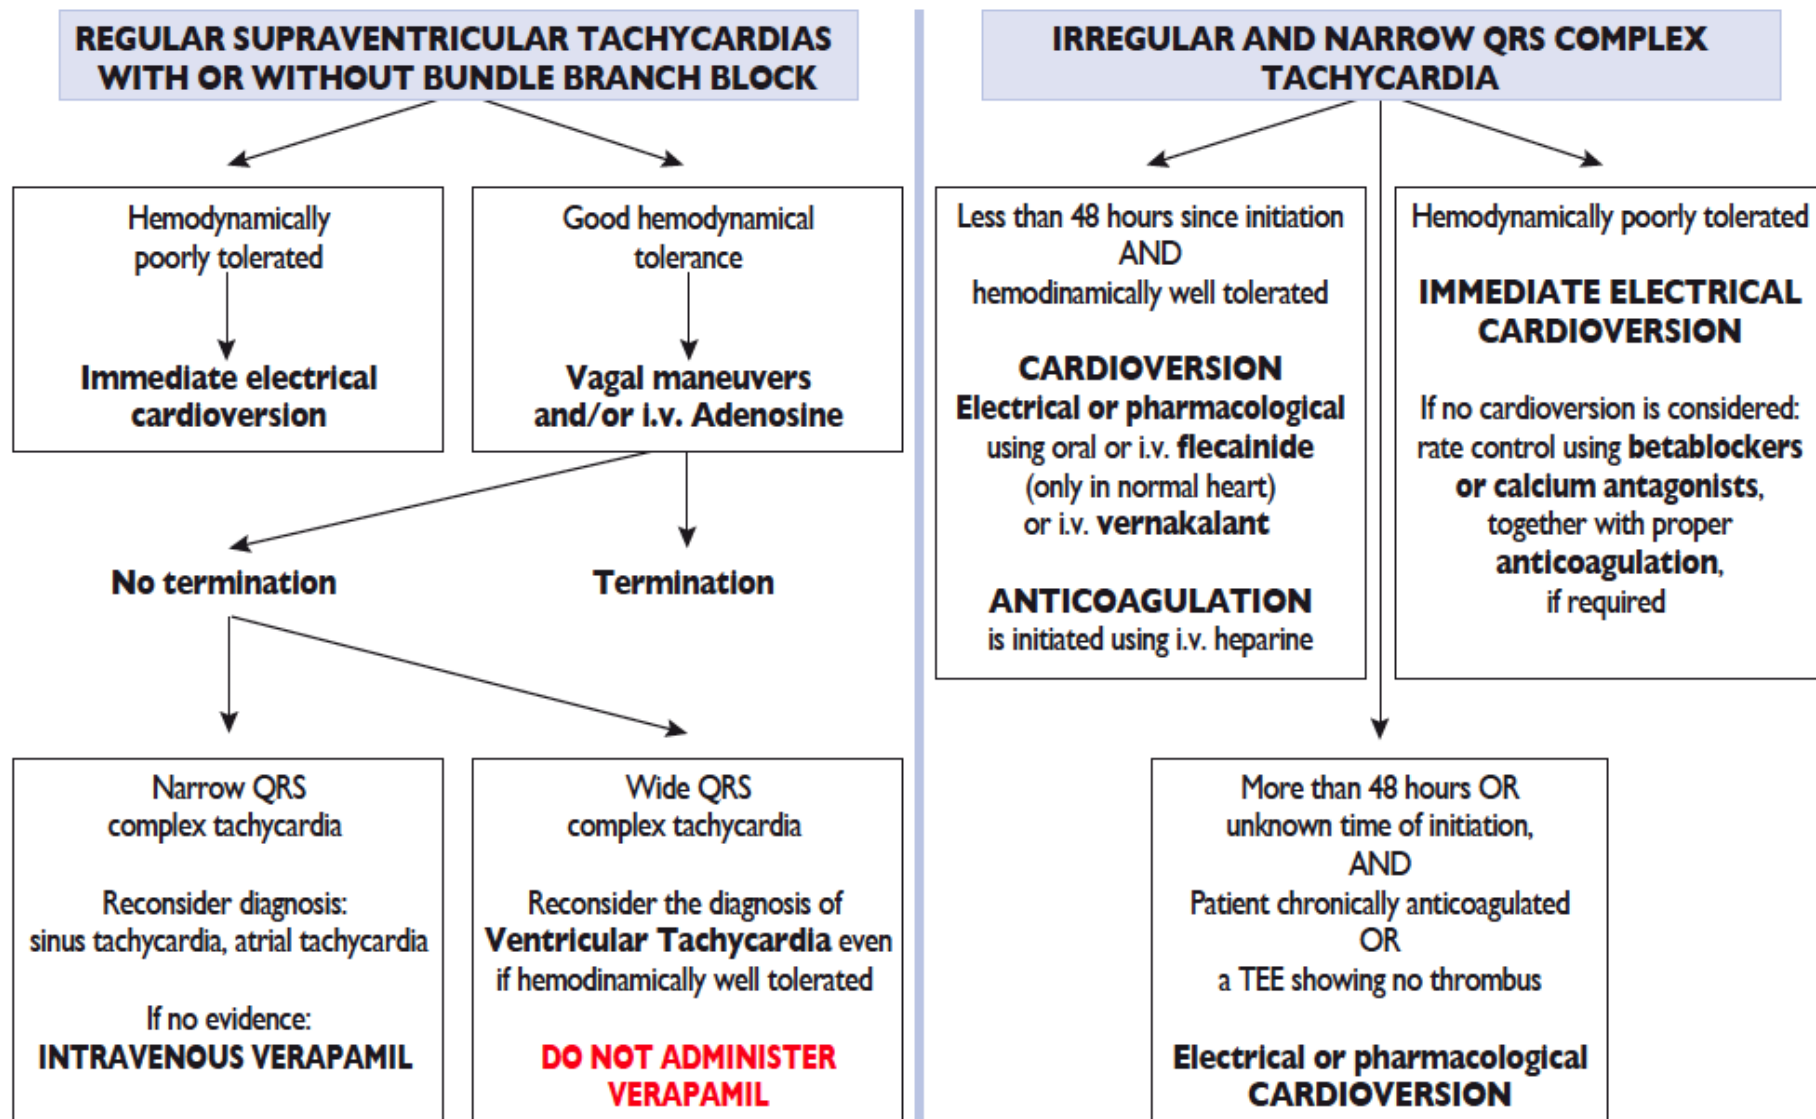 REGULAR SUPRAVENTRICULAR TACHYCARDIAS
WITH OR WITHOUT BUNDLE BRANCH BLOCK
Hemodynamically
poorly tolerated
Immediate electrical
cardioversion
Good hemodynamical
tolerance
Vagal maneuvers
and/or i.v. Adenosine
No termination
Termination
Narrow QRS
complex tachycardia
Reconsider diagnosis:
sinus tachycardia, atrial tachycardia
If no evidence:
INTRAVENOUS VERAPAMIL
Wide QRS
complex tachycardia
Reconsider the diagnosis of
Ventricular Tachycardia even
if hemodinamically well tolerated
DO NOT ADMINISTER
VERAPAMIL
IRREGULAR AND NARROW QRS COMPLEX
TACHYCARDIA
Less than 48 hours since initiation
AND
hemodinamically well tolerated
CARDIOVERSION
Electrical or pharmacological
using oral or i.v. flecainide
(only in normal heart)
or i.v. vernakalant
ANTICOAGULATION
is initiated using i.v. heparine
Hemodynamically poorly tolerated
IMMEDIATE ELECTRICAL
CARDIOVERSION
If no cardioversion is considered:
rate control using betablockers
or calcium antagonists,
together with proper
anticoagulation,
if required
More than 48 hours OR
unknown time of initiation,
AND
Patient chronically anticoagulated
OR
a TEE showing no thrombus
Electrical or pharmacological
CARDIOVERSION